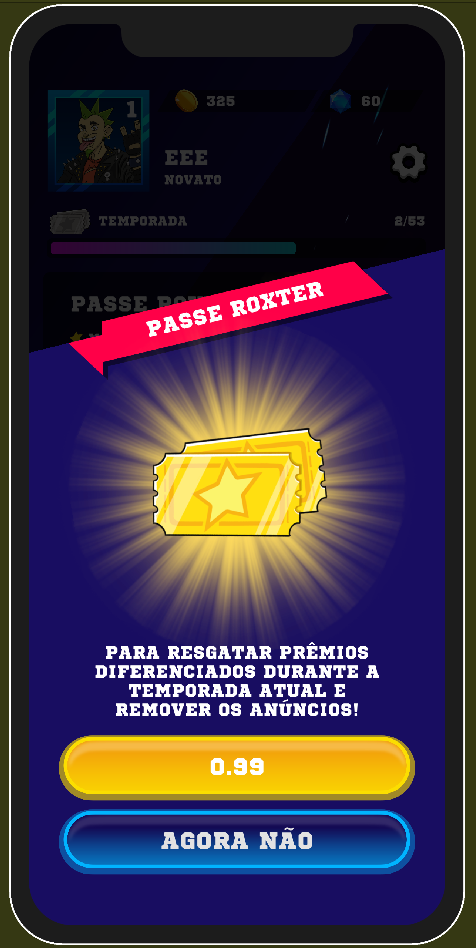 1
325
60
EEE
NOVATO
TEMPORADA
2/53
PASSE
PASSE ROXTER
PARA RESGATAR PRÊMIOS
DIFERENCIADOS DURANTE A
TEMPORADA ATUAL E
REMOVER OS ANÚNCIOS!
0.99
AGORA NÃO